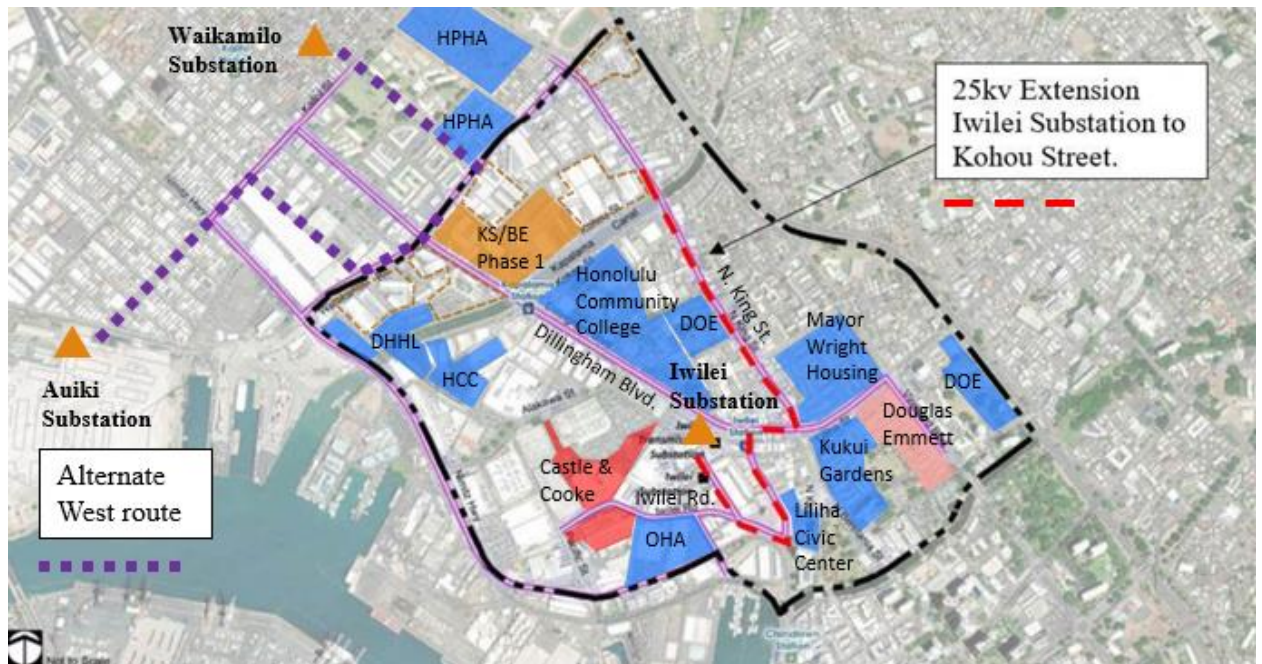 HPHA
Waikamilo
Substation
HPHA
25kv Extension
Iwilei Substation to
Kohou Street.
KS/BE
Phase 1
Canal
Honolulu
Community
College
N. King St.
DOE
Mayor
Wright
Housing
DOE
DHHL
HCC
Dillingham Blvd.
Iwilei
Substation
Auiki
Substation
Alternate
West route
Douglas
Emmett
Kukui
Gardens
Castle &
Cooke
Iwilei Rd.
Liliha
Civic
Center
OHA
Not to Scale